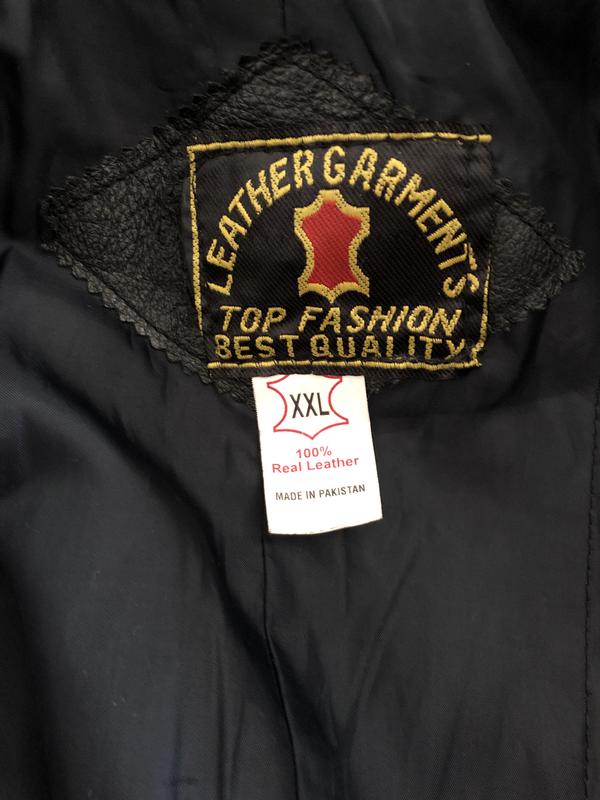 LEATHER GARMENTS
TOP FASHION
BEST QUALITY
XXL
100%
Real Leather
MADE IN PAKISTAN